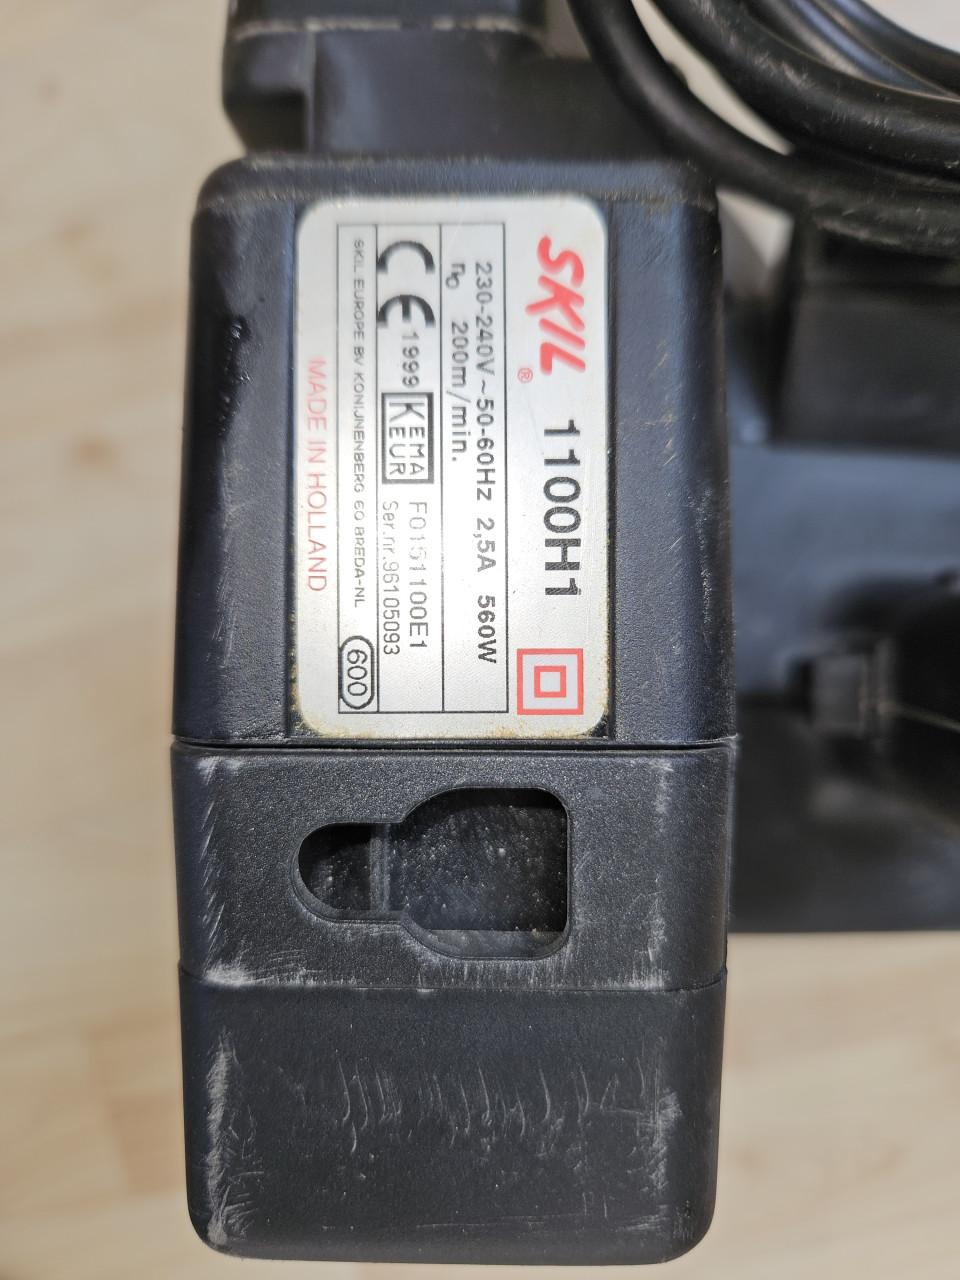 SKIL® 1100H1
230-240V~50-60Hz 2,5A 560W
n0 200m/min.
CE 1999 KEMA KEUR F0151100E1
Ser.nr.96105093
SKIL EUROPE BV KONIJNENBERG 60 BREDA-NL 600
MADE IN HOLLAND